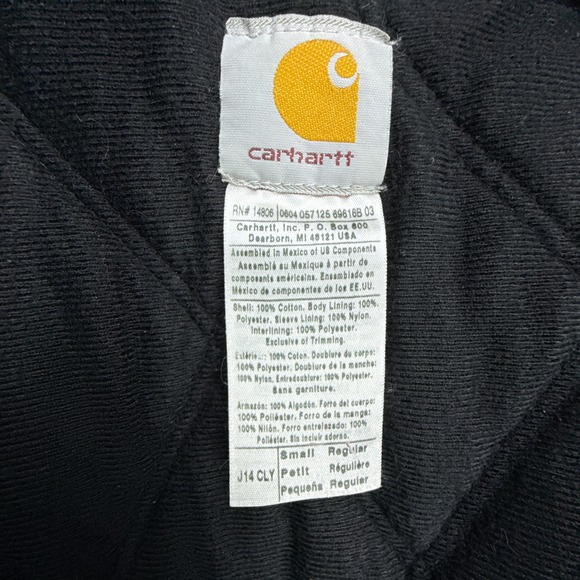 carhartt
RN# 14806 0604 057125 69616B 03
Carhartt, Inc. P. O. Box 600
Dearborn, MI 48121 USA
Assembled in Mexico of US Components
Assemblé au Mexique à partir de
composants américains. Ensamblado en
México de componentes de los EE.UU.
Shell: 100% Cotton. Body Lining: 100%
Polyester. Sleeve Lining: 100% Nylon.
Interlining: 100% Polyester.
Exclusive of Trimming.
100% Coton. Doublure du corps:
100% Polyester. Doublure de la manche:
100% Nylon, Entredoublure: 100% Polyester
Sans garniture.
Armazón: 100% Algodón. Forro del cuerpo:
100% Poliéster. Forro de la manga:
100% Nilón. Forro entrelazado: 100%
Poliéster. Sin incluir adorno.
J14 CLY
Small Regular
Petit Régulière
Pequeña Regular